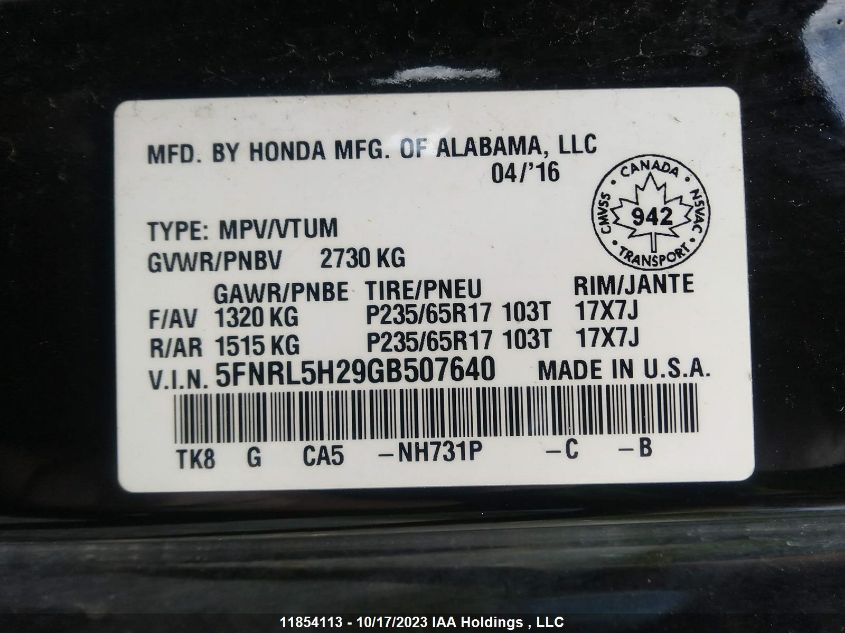 MFD. BY HONDA MFG. OF ALABAMA, LLC
04/'16
CMVSS · CANADA · NSVAC · TRANSPORT
942
TYPE: MPV/VTUM
GVWR/PNBV 2730 KG
GAWR/PNBE TIRE/PNEU RIM/JANTE
F/AV 1320 KG P235/65R17 103T 17X7J
R/AR 1515 KG P235/65R17 103T 17X7J
V.I.N. 5FNRL5H29GB507640 MADE IN U.S.A.
TK8 G CA5 -NH731P -C -B
11854113 - 10/17/2023 IAA Holdings , LLC